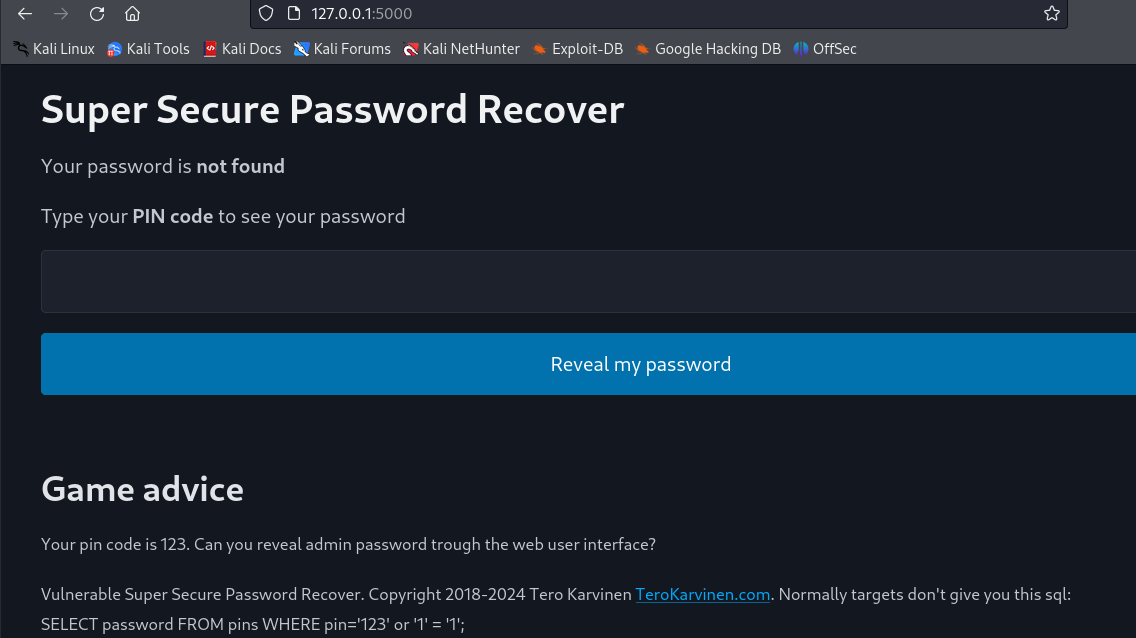 127.0.0.1:5000
Kali Linux Kali Tools Kali Docs Kali Forums Kali NetHunter Exploit-DB Google Hacking DB OffSec
Super Secure Password Recover
Your password is not found
Type your PIN code to see your password
Reveal my password
Game advice
Your pin code is 123. Can you reveal admin password trough the web user interface?
Vulnerable Super Secure Password Recover. Copyright 2018-2024 Tero Karvinen TeroKarvinen.com. Normally targets don't give you this sql:
SELECT password FROM pins WHERE pin='123' or '1' = '1';